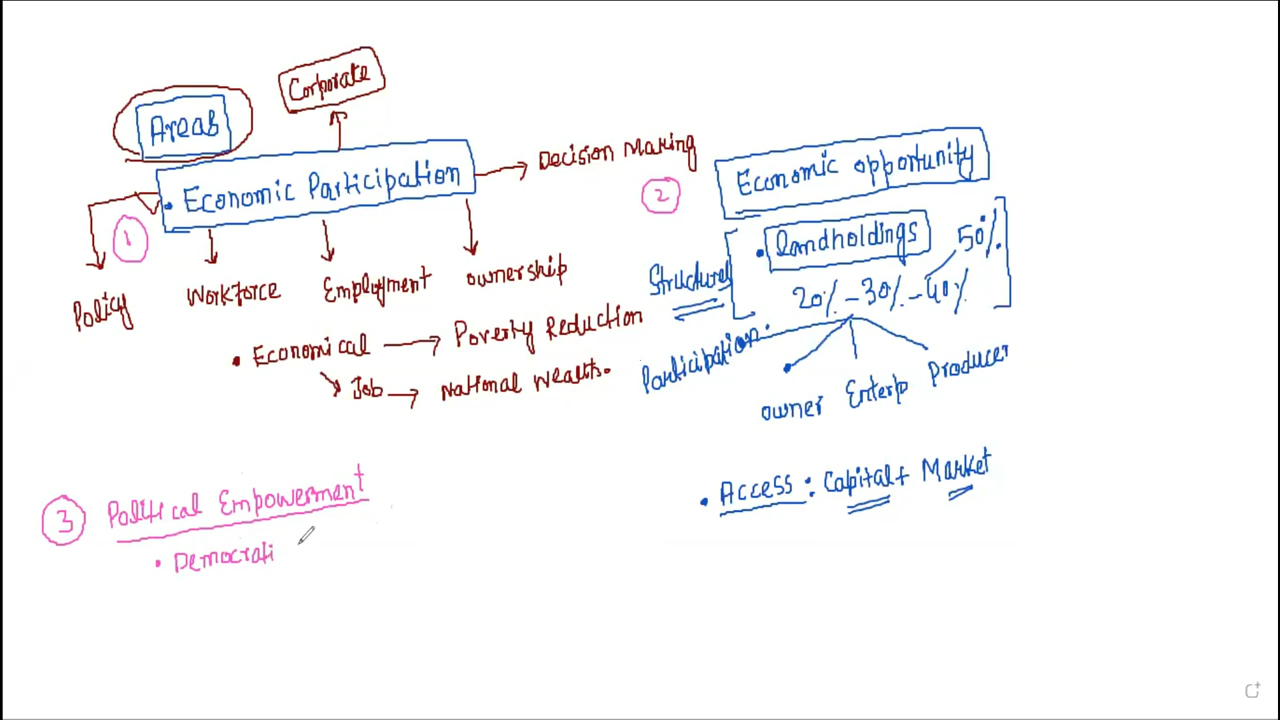 Corporate
Areas
Decision Making
• Economic Participation
1
Policy
Workforce
Employment
ownership
• Economical → Poverty Reduction
↘ Job → National Wealth.
2
Economic opportunity
• landholdings 50%.
Structures
20% - 30% - 40%
Participation.
owner Enterp Producer
• Access : Capital + Market
3 Political Empowerment
• Democrati